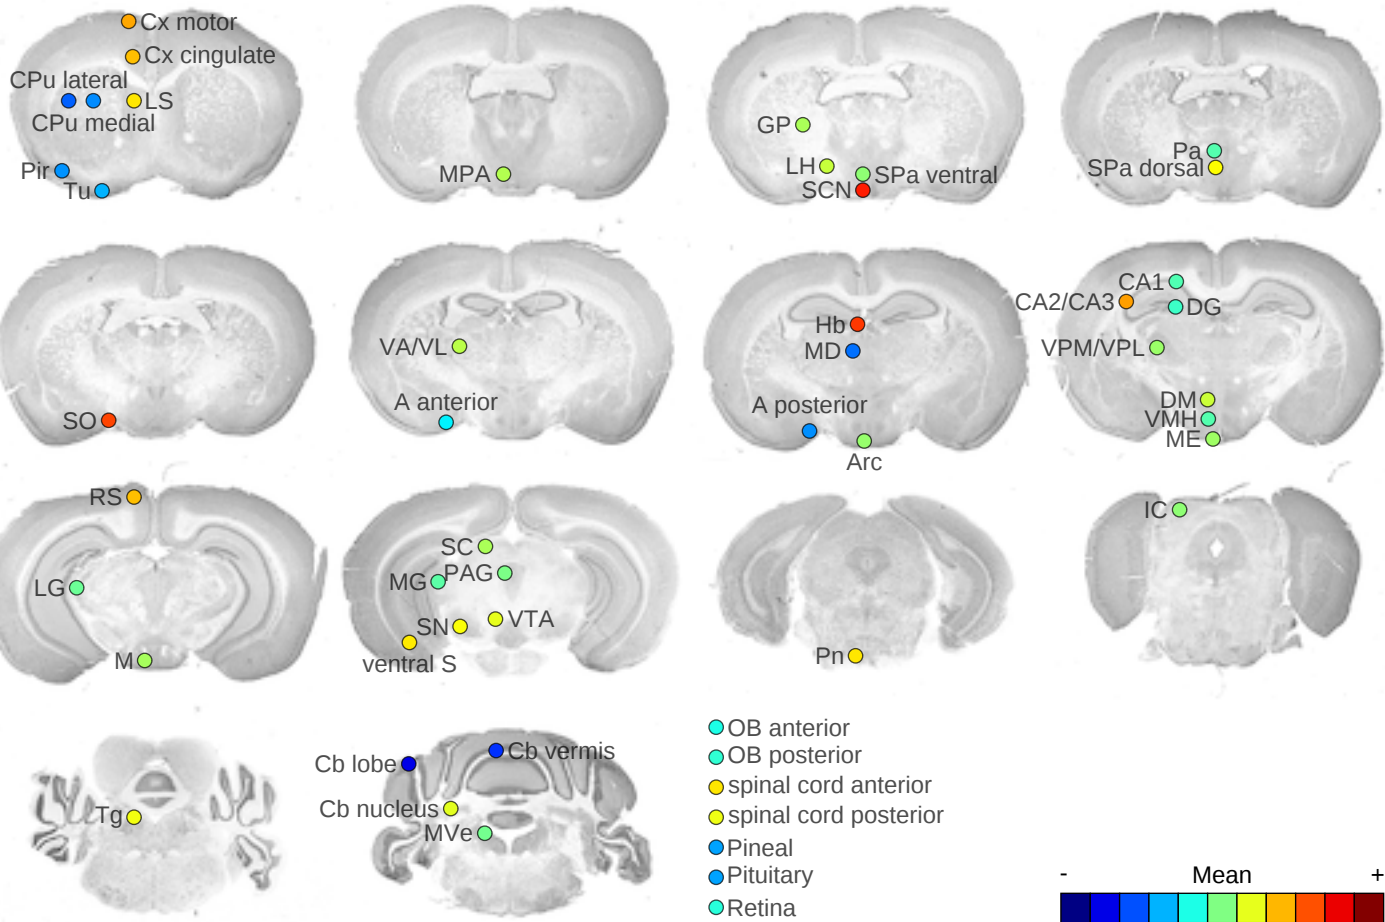 Cx motor
Cx cingulate
CPu lateral
LS
CPu medial
Pir
Tu
MPA
GP
LH
SPa ventral
SCN
Pa
SPa dorsal
SO
VA/VL
A anterior
Hb
MD
A posterior
Arc
CA1
CA2/CA3
DG
VPM/VPL
DM
VMH
ME
RS
LG
M
SC
MG
PAG
SN
VTA
ventral S
Pn
IC
Tg
Cb lobe
Cb vermis
Cb nucleus
MVe
OB anterior
OB posterior
spinal cord anterior
spinal cord posterior
Pineal
Pituitary
Retina
- Mean +